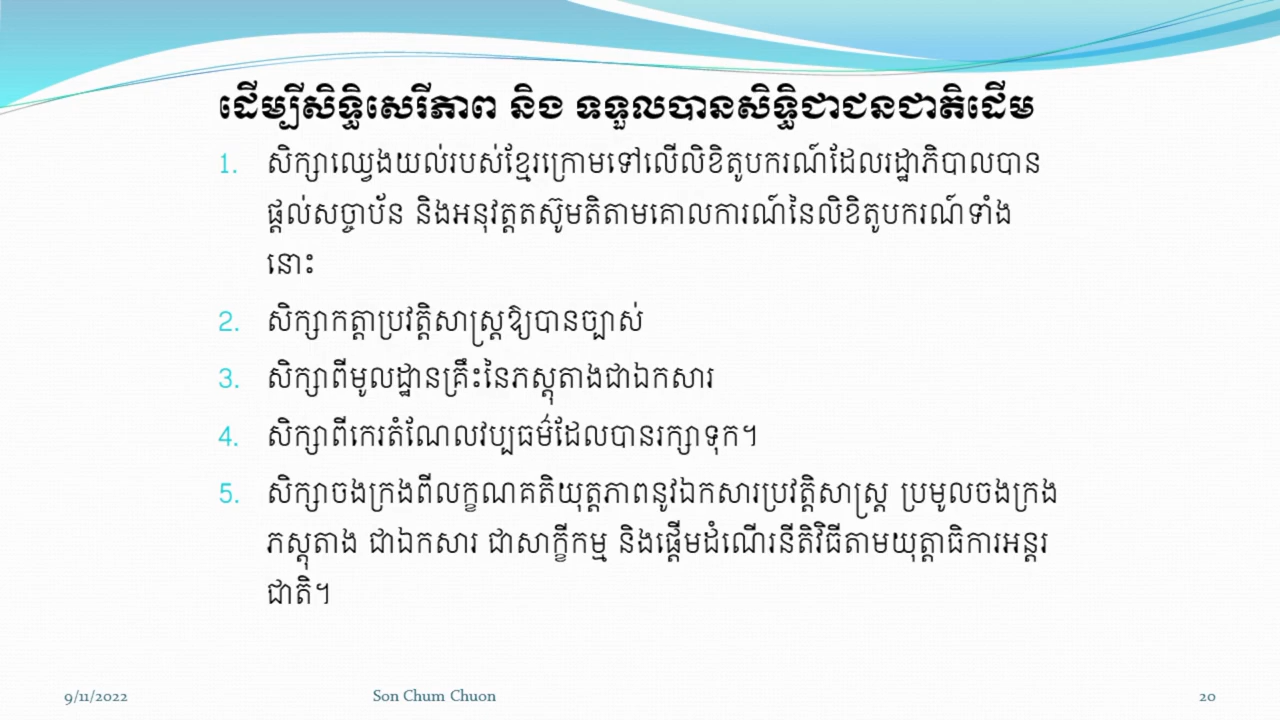 ដើម្បីសិទ្ធិសេរីភាព និង ទទួលបានសិទ្ធិជាជនជាតិដើម
1. សិក្សាឈ្វេងយល់របស់ខ្មែរក្រោមទៅលើលិខិតូបករណ៍ដែលរដ្ឋាភិបាលបាន
ផ្តល់សច្ចាប័ន និងអនុវត្តតស៊ូមតិតាមគោលការណ៍នៃលិខិតូបករណ៍ទាំង
នោះ
2. សិក្សាកត្តាប្រវត្តិសាស្ត្រឱ្យបានច្បាស់
3. សិក្សាពីមូលដ្ឋានគ្រឹះនៃភស្តុតាងជាឯកសារ
4. សិក្សាពីកេរតំណែលវប្បធម៌ដែលបានរក្សាទុក។
5. សិក្សាចងក្រងពីលក្ខណគតិយុត្តភាពនូវឯកសារប្រវត្តិសាស្ត្រ ប្រមូលចងក្រង
ភស្តុតាង ជាឯកសារ ជាសាក្ខីកម្ម និងផ្តើមដំណើរនីតិវិធីតាមយុត្តាធិការអន្តរ
ជាតិ។
9/11/2022
Son Chum Chuon
20